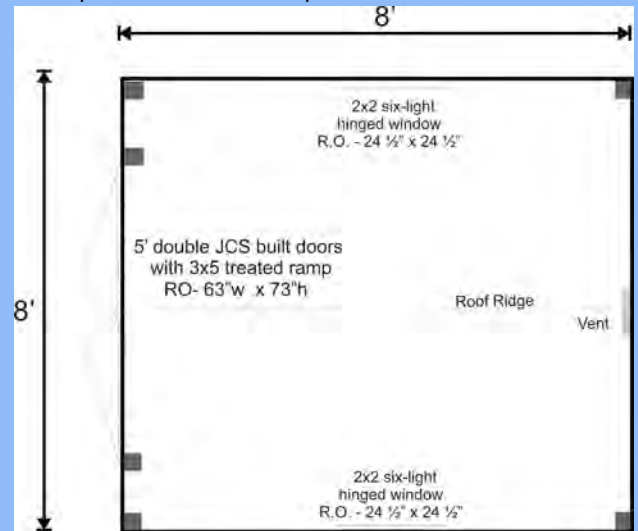 8'
2x2 six-light
hinged window
R.O. - 24 ½" x 24 ½"
5' double JCS built doors
with 3x5 treated ramp
RO- 63"w x 73"h
8'
Roof Ridge
Vent
2x2 six-light
hinged window
R.O. - 24 ½" x 24 ½"